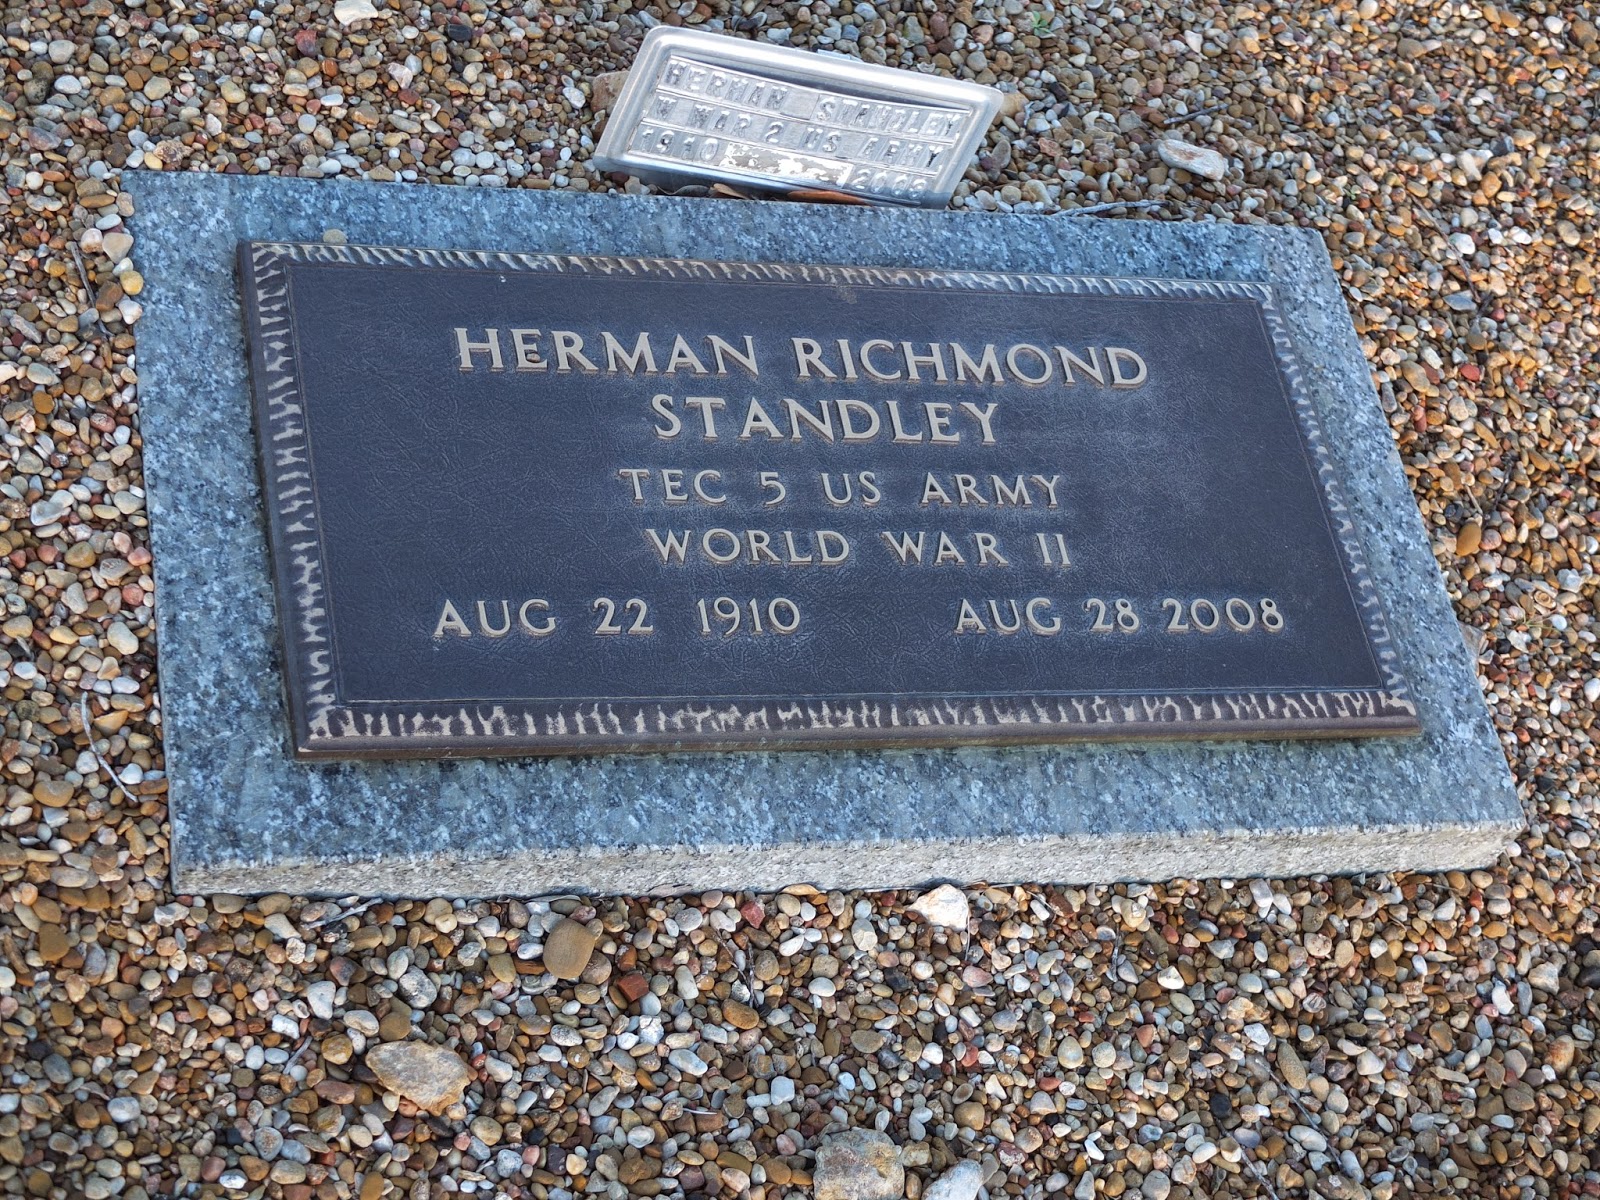 HERMAN STANDLEY
W WAR 2 US ARMY
1910 2008
HERMAN RICHMOND
STANDLEY
TEC 5 US ARMY
WORLD WAR II
AUG 22 1910 AUG 28 2008